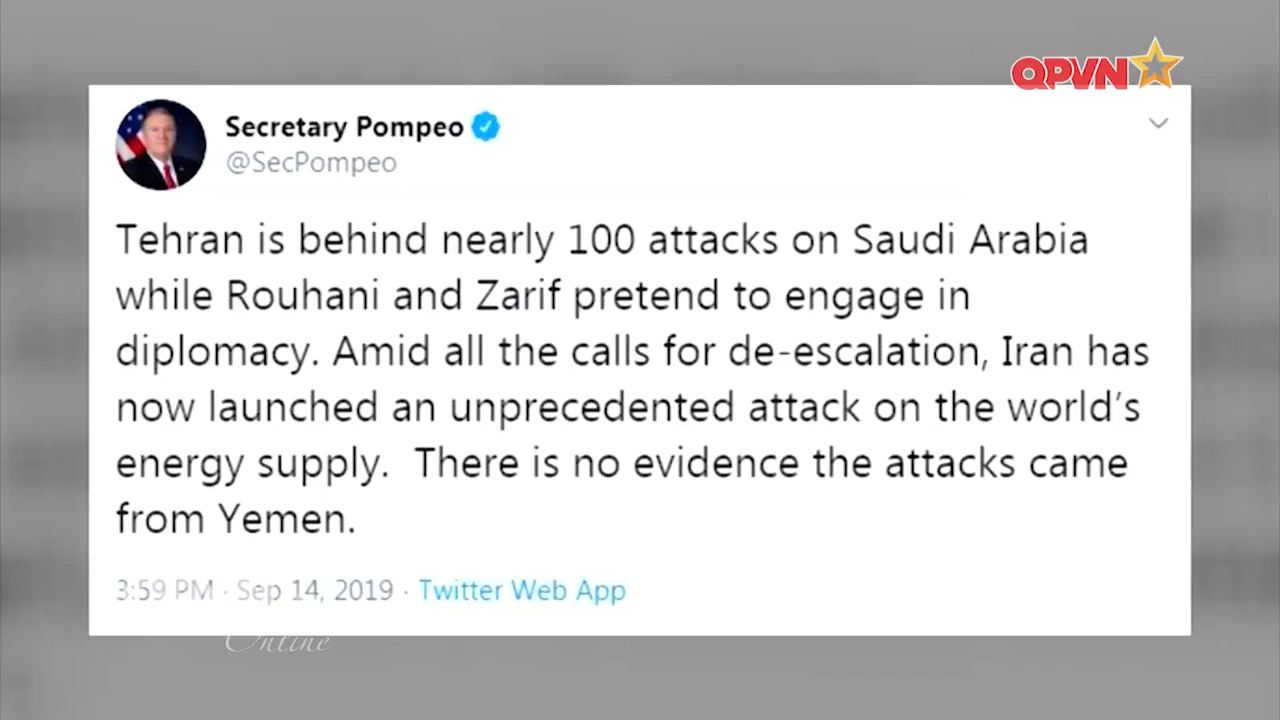 QPVN
Secretary Pompeo
@SecPompeo
Tehran is behind nearly 100 attacks on Saudi Arabia
while Rouhani and Zarif pretend to engage in
diplomacy. Amid all the calls for de-escalation, Iran has
now launched an unprecedented attack on the world’s
energy supply.  There is no evidence the attacks came
from Yemen.
3:59 PM · Sep 14, 2019 · Twitter Web App
Online